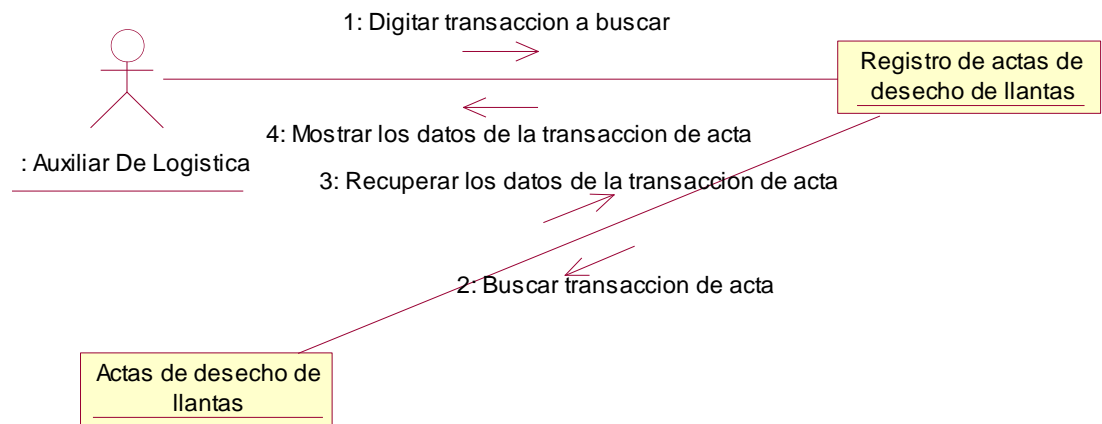 1: Digitar transaccion a buscar
Registro de actas de
desecho de llantas
4: Mostrar los datos de la transaccion de acta
: Auxiliar De Logistica
3: Recuperar los datos de la transaccion de acta
2: Buscar transaccion de acta
Actas de desecho de
llantas